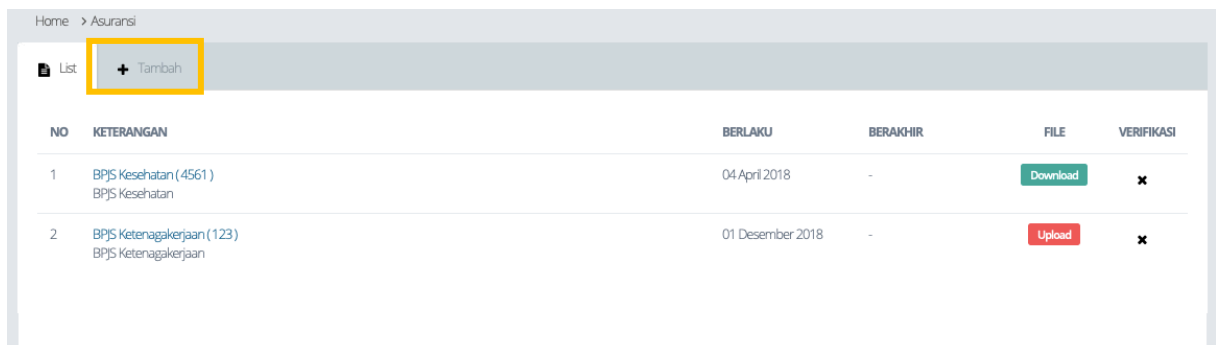 Home > Asuransi
List + Tambah
NO KETERANGAN BERLAKU BERAKHIR FILE VERIFIKASI
1 BPJS Kesehatan ( 4561 ) 04 April 2018 - Download
BPJS Kesehatan
2 BPJS Ketenagakerjaan ( 123 ) 01 Desember 2018 - Upload
BPJS Ketenagakerjaan